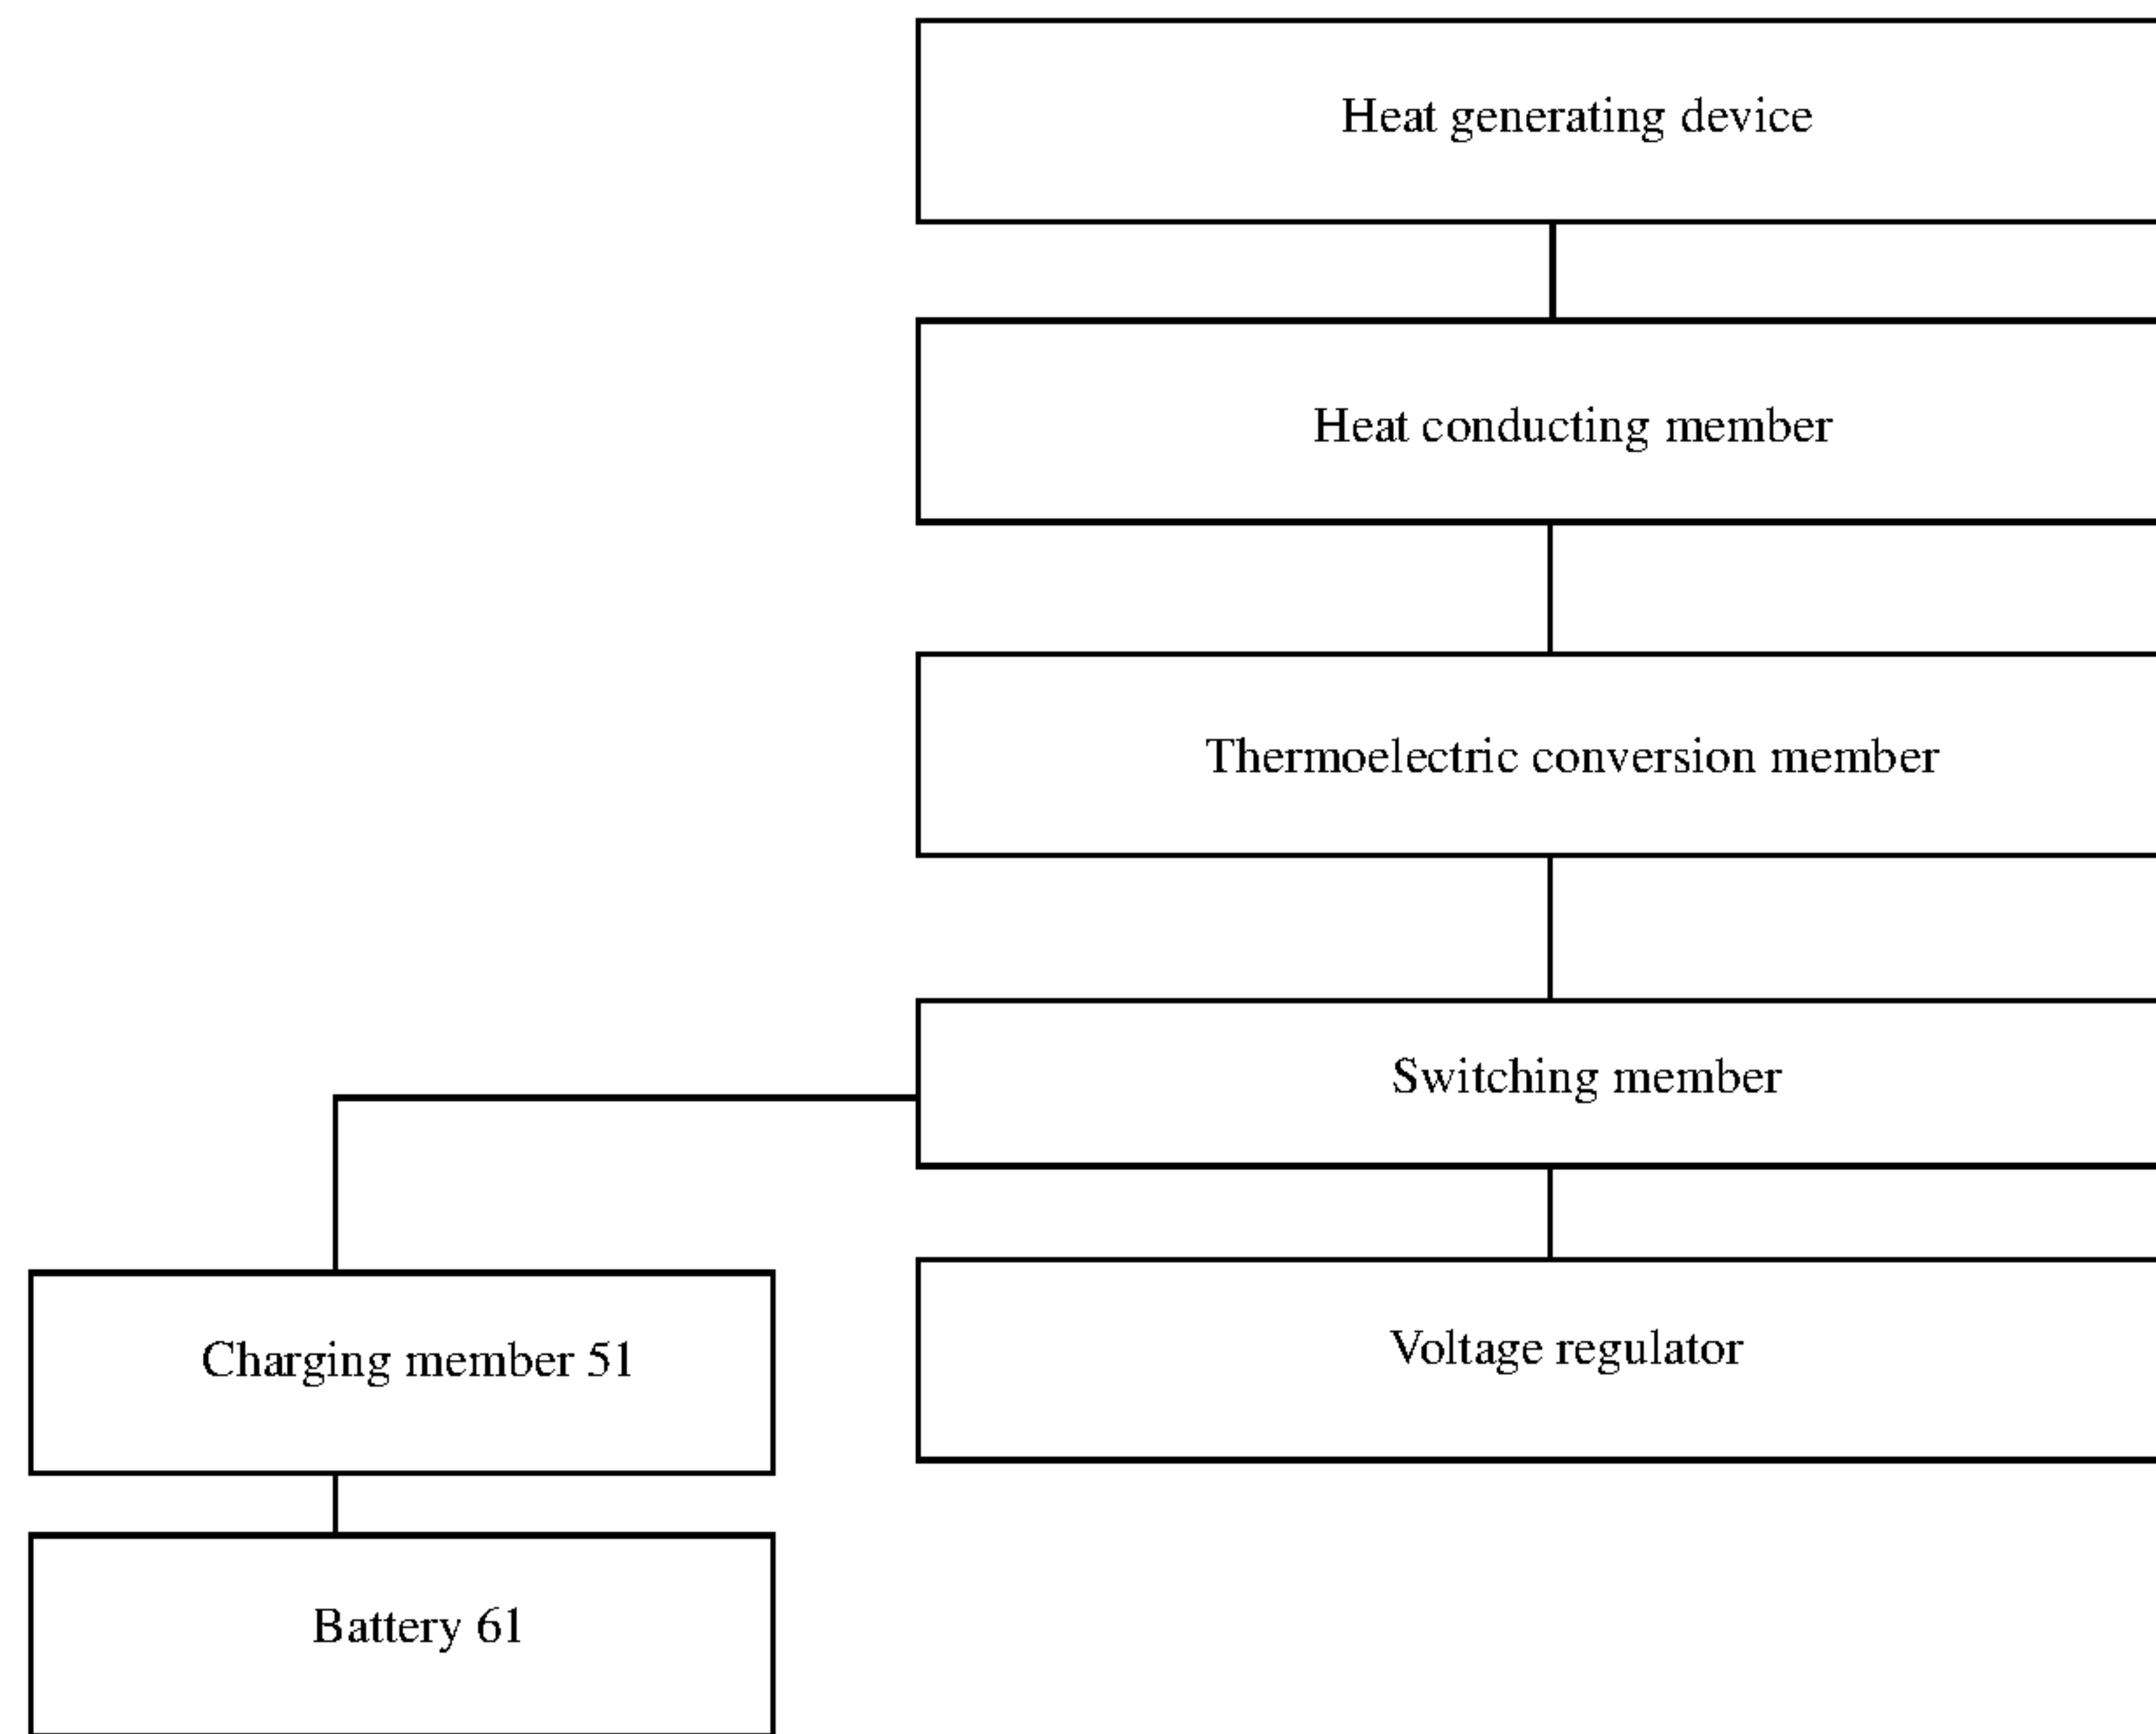 Heat generating device
Heat conducting member
Thermoelectric conversion member
Switching member
Charging member 51
Voltage regulator
Battery 61